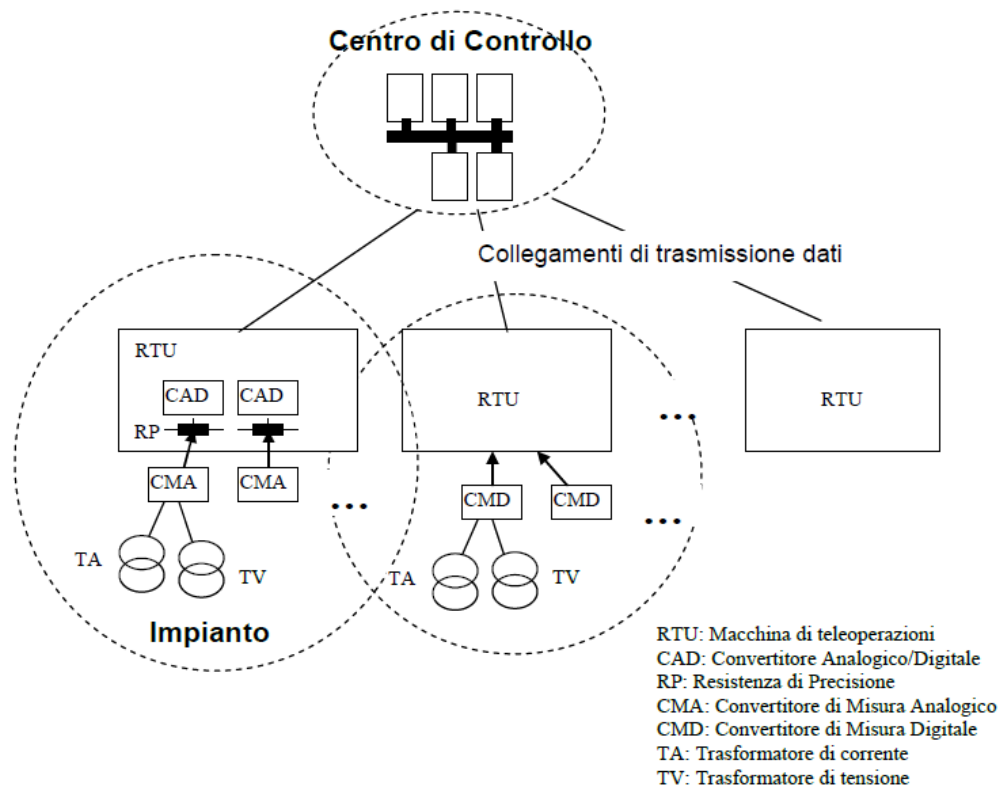 Centro di Controllo
Collegamenti di trasmissione dati
RTU
CAD
CAD
RP
CMA
CMA
...
TA
TV
Impianto
RTU
CMD
CMD
...
TA
TV
...
RTU
RTU: Macchina di teleoperazioni
CAD: Convertitore Analogico/Digitale
RP: Resistenza di Precisione
CMA: Convertitore di Misura Analogico
CMD: Convertitore di Misura Digitale
TA: Trasformatore di corrente
TV: Trasformatore di tensione